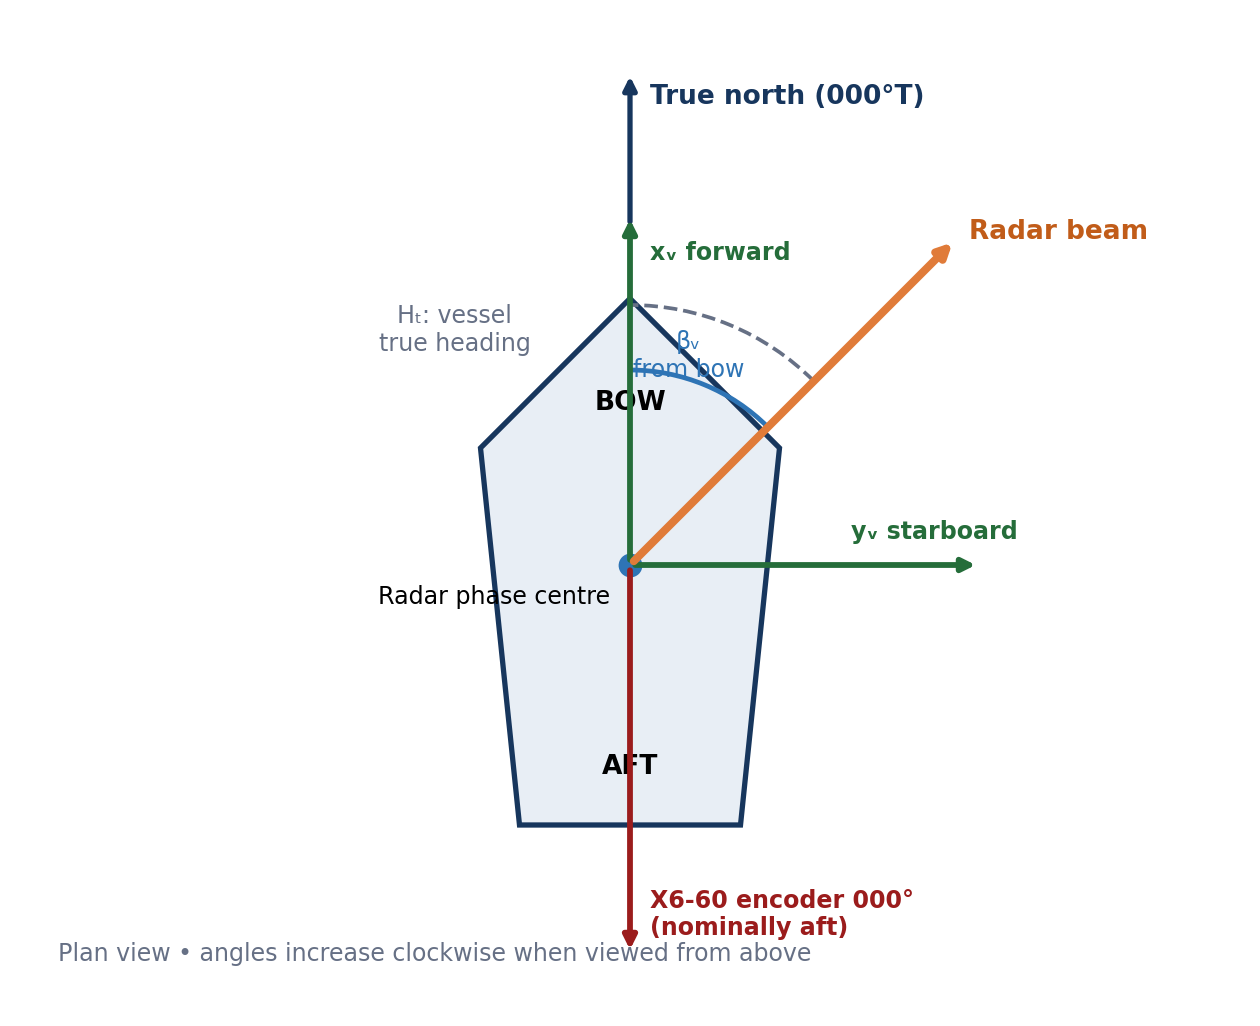 True north (000°T)
Radar beam
xᵥ forward
Hₜ: vessel
true heading
βᵥ
from bow
BOW
yᵥ starboard
Radar phase centre
AFT
X6-60 encoder 000°
(nominally aft)
Plan view • angles increase clockwise when viewed from above